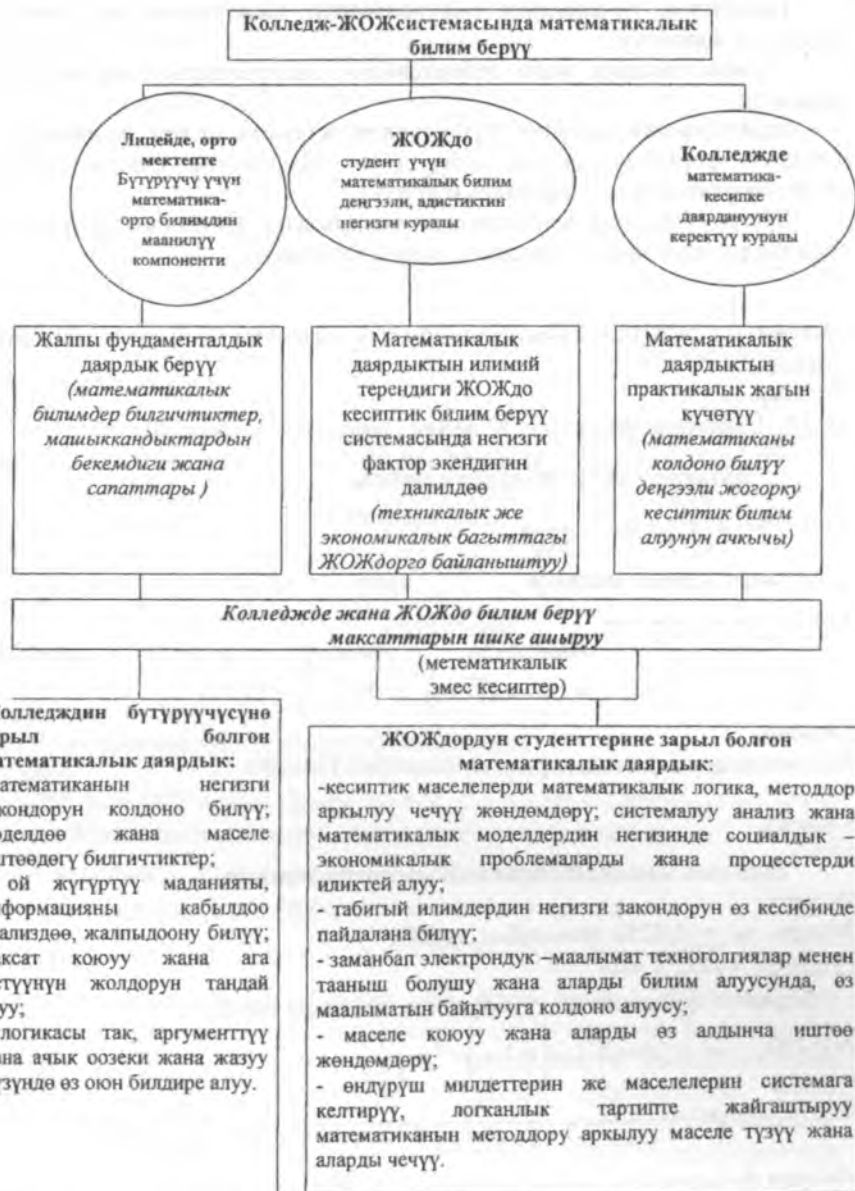 Колледж-ЖОЖсистемасында математикалык
билим берүү
Лицейде, орто
мектепте
Бүтүрүүчү үчүн
математика-
орто билимдин
маанилүү
компоненти
ЖОЖдо
студент үчүн
математикалык билим
деңгээли, адистиктин
негизги куралы
Колледжде
математика-
кесипке
даярдануунун
керектүү куралы
Жалпы фундаменталдык
даярдык берүү
(математикалык
билимдер билгичтиктер,
машыккандыктардын
бекемдиги жана
сапаттары )
Математикалык
даярдыктын илимий
тереңдиги ЖОЖдо
кесиптик билим берүү
системасында негизги
фактор экендигин
далилдөө
(техникалык же
экономикалык багыттагы
ЖОЖдорго байланыштуу)
Математикалык
даярдыктын
практикалык жагын
күчөтүү
(математиканы
колдоно билүү
деңгээли жогорку
кесиптик билим
алуунун ачкычы)
Колледжде жана ЖОЖдо билим берүү
максаттарын ишке ашыруу
(метематикалык
эмес кесиптер)
олледждин бүтүрүүчүсүнө
рыл болгон
тематикалык даярдык:
атематиканын негизги
кондорун колдоно билүү;
оделдөө жана маселе
штөөдөгү билгичтиктер;
ой жүгүртүү маданияты,
нформацияны кабылдоо
ализдөө, жалпыдоону билүү;
аксат коюуу жана ага
түүнүн жолдорун тандай
уу;
логикасы так, аргументтүү
на ачык оозеки жана жазуу
үзүндө өз оюн билдире алуу.
ЖОЖдордун студенттерине зарыл болгон
математикалык даярдык:
-кесиптик маселелерди математикалык логика, методдор
аркылуу чечүү жөндөмдөрү; системалуу анализ жана
математикалык моделдердин негизинде социалдык –
экономикалык проблемаларды жана процесстерди
иликтей алуу;
- табигый илимдердин негизги закондорун өз кесибинде
пайдалана билүү;
- заманбап электрондук –маалымат техноголгиялар менен
тааныш болушу жана аларды билим алуусунда, өз
маалыматын байытууга колдоно алуусу;
- маселе коюуу жана аларды өз алдынча иштөө
жөндөмдөрү;
- өндүрүш милдеттерин же маселелерин системага
келтирүү, логканлык тартипте жайгаштыруу
математиканын методдору аркылуу маселе түзүү жана
аларды чечүү.